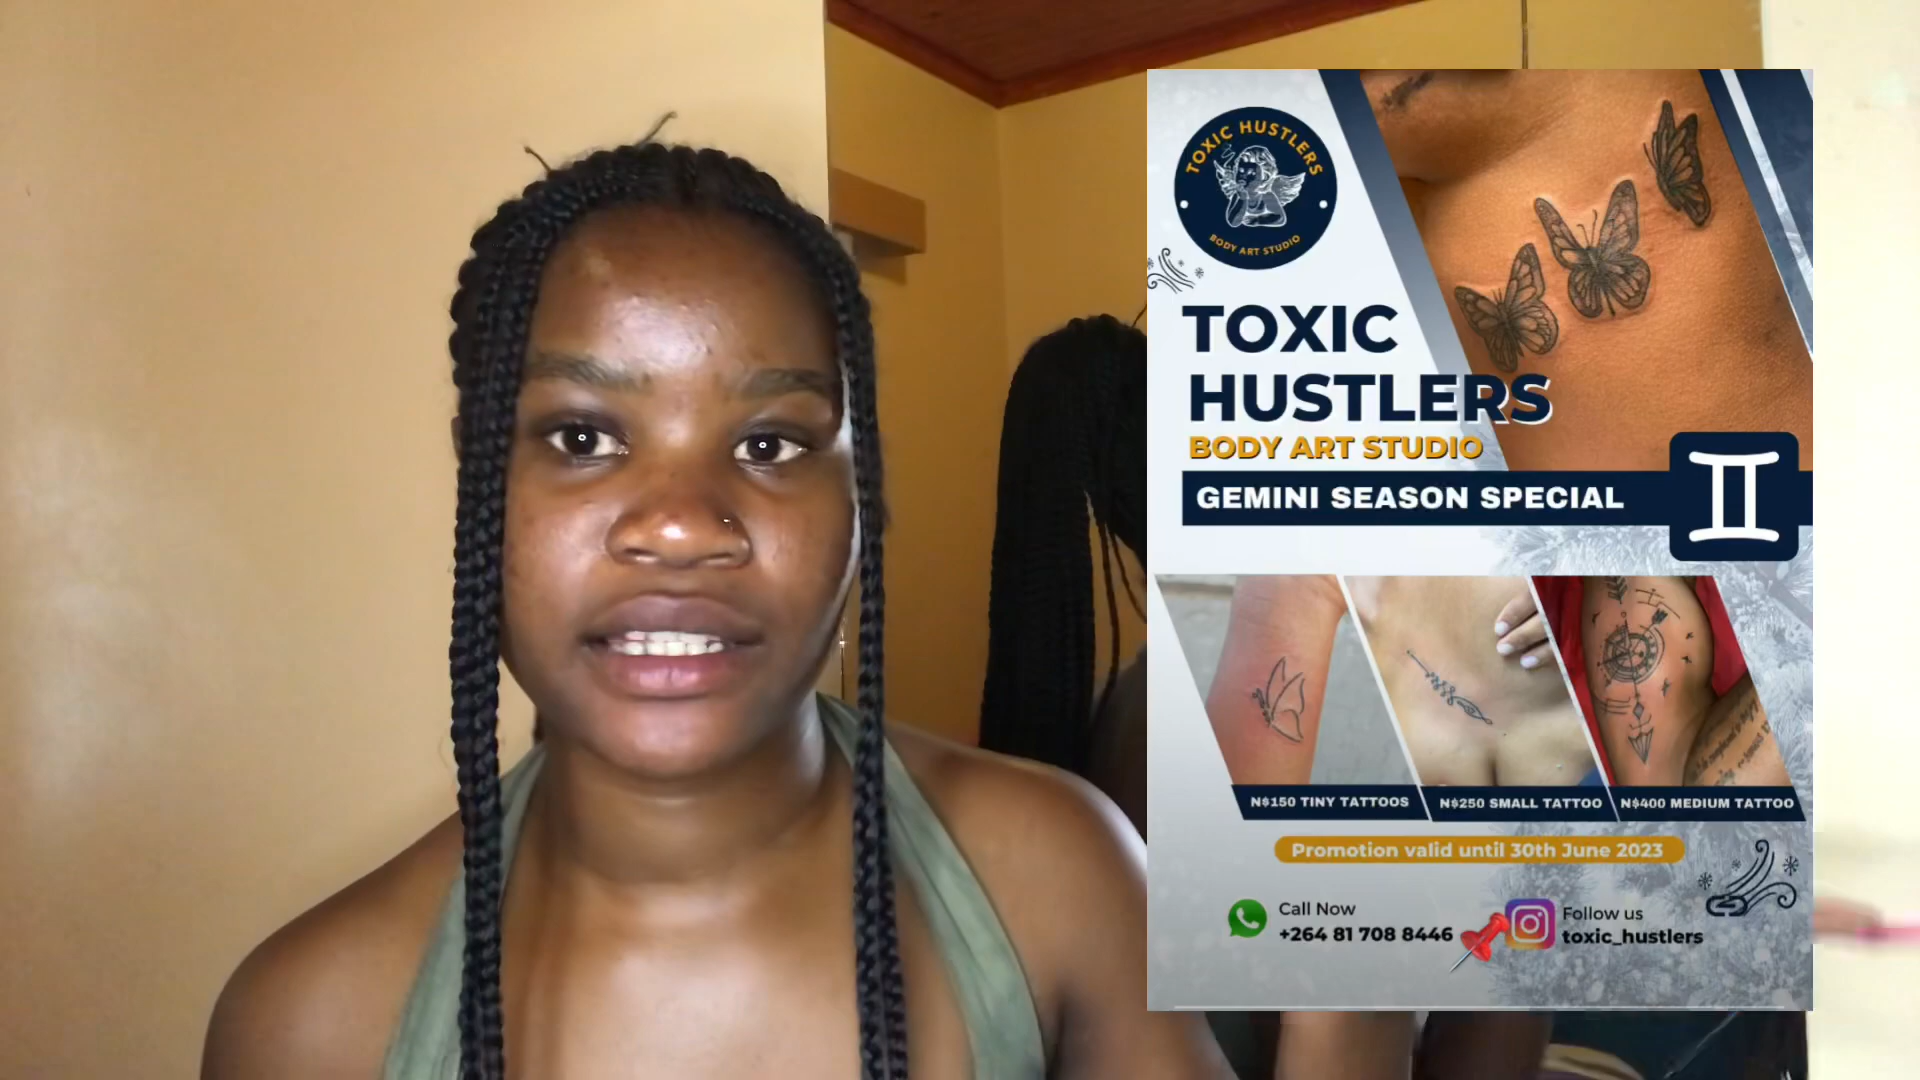 TOXIC HUSTLERS
BODY ART STUDIO
TOXIC
HUSTLERS
BODY ART STUDIO
GEMINI SEASON SPECIAL
N$150 TINY TATTOOS
N$250 SMALL TATTOO
N$400 MEDIUM TATTOO
Promotion valid until 30th June 2023
Call Now
+264 81 708 8446
Follow us
toxic_hustlers